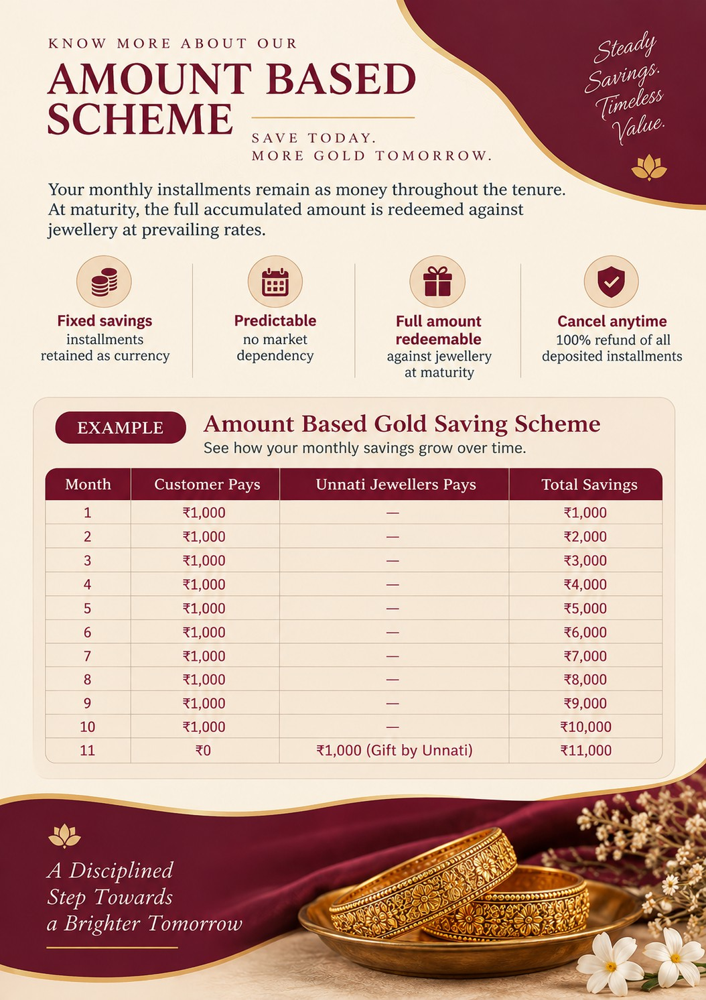 KNOW MORE ABOUT OUR
AMOUNT BASED
SCHEME
SAVE TODAY.
MORE GOLD TOMORROW.
Steady
Savings.
Timeless
Value.
Your monthly installments remain as money throughout the tenure.
At maturity, the full accumulated amount is redeemed against
jewellery at prevailing rates.
Fixed savings
installments
retained as currency
Predictable
no market
dependency
Full amount
redeemable
against jewellery
at maturity
Cancel anytime
100% refund of all
deposited installments
EXAMPLE
Amount Based Gold Saving Scheme
See how your monthly savings grow over time.
Month Customer Pays Unnati Jewellers Pays Total Savings
1 ₹1,000 — ₹1,000
2 ₹1,000 — ₹2,000
3 ₹1,000 — ₹3,000
4 ₹1,000 — ₹4,000
5 ₹1,000 — ₹5,000
6 ₹1,000 — ₹6,000
7 ₹1,000 — ₹7,000
8 ₹1,000 — ₹8,000
9 ₹1,000 — ₹9,000
10 ₹1,000 — ₹10,000
11 ₹0 ₹1,000 (Gift by Unnati) ₹11,000
A Disciplined
Step Towards
a Brighter Tomorrow